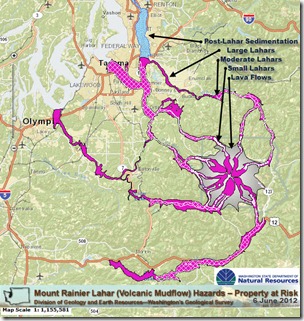 RENTON
FEDERAL WAY
Post-Lahar Sedimentation
Large Lahars
Moderate Lahars
Small Lahars
Lava Flows
Tacoma
LAKEWOOD
Olym
WASHINGTON STATE DEPARTMENT OF
Natural Resources
Mount Rainier Lahar (Volcanic Mudflow) Hazards – Property at Risk
Division of Geology and Earth Resources—Washington's Geological Survey
6 June 2012
Map Scale 1: 1,155,581